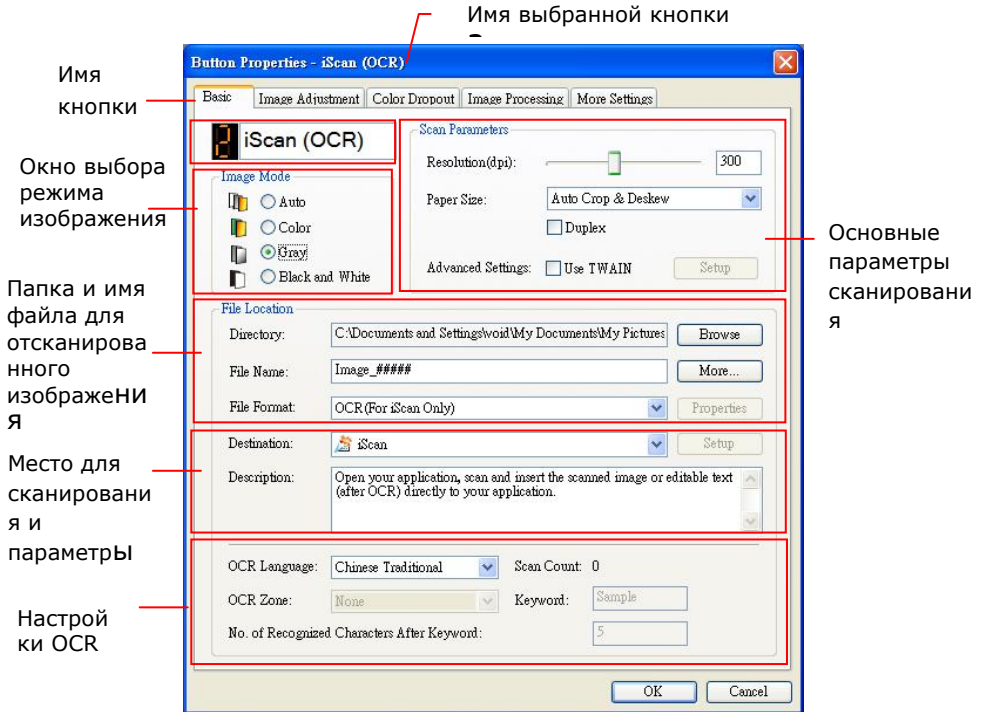 Имя выбранной кнопки
Button Properties - iScan (OCR)
Имя
кнопки
Basic Image Adjustment Color Dropout Image Processing More Settings
2 iScan (OCR)
Окно выбора
режима
изображения
Image Mode
Auto
Color
Gray
Black and White
Scan Parameters
Resolution(dpi): 300
Paper Size: Auto Crop & Deskew
Duplex
Advanced Settings: Use TWAIN Setup
Основные
параметры
сканировани
я
Папка и имя
файла для
отсканирова
нного
изображени
я
File Location
Directory: C:\Documents and Settings\void\My Documents\My Pictures Browse
File Name: Image_##### More...
File Format: OCR(For iScan Only) Properties
Место для
сканировани
я и
параметры
Destination: iScan Setup
Description: Open your application, scan and insert the scanned image or editable text
(after OCR) directly to your application.
Настрой
ки OCR
OCR Language: Chinese Traditional Scan Count: 0
OCR Zone: None Keyword: Sample
No. of Recognized Characters After Keyword: 5
OK Cancel